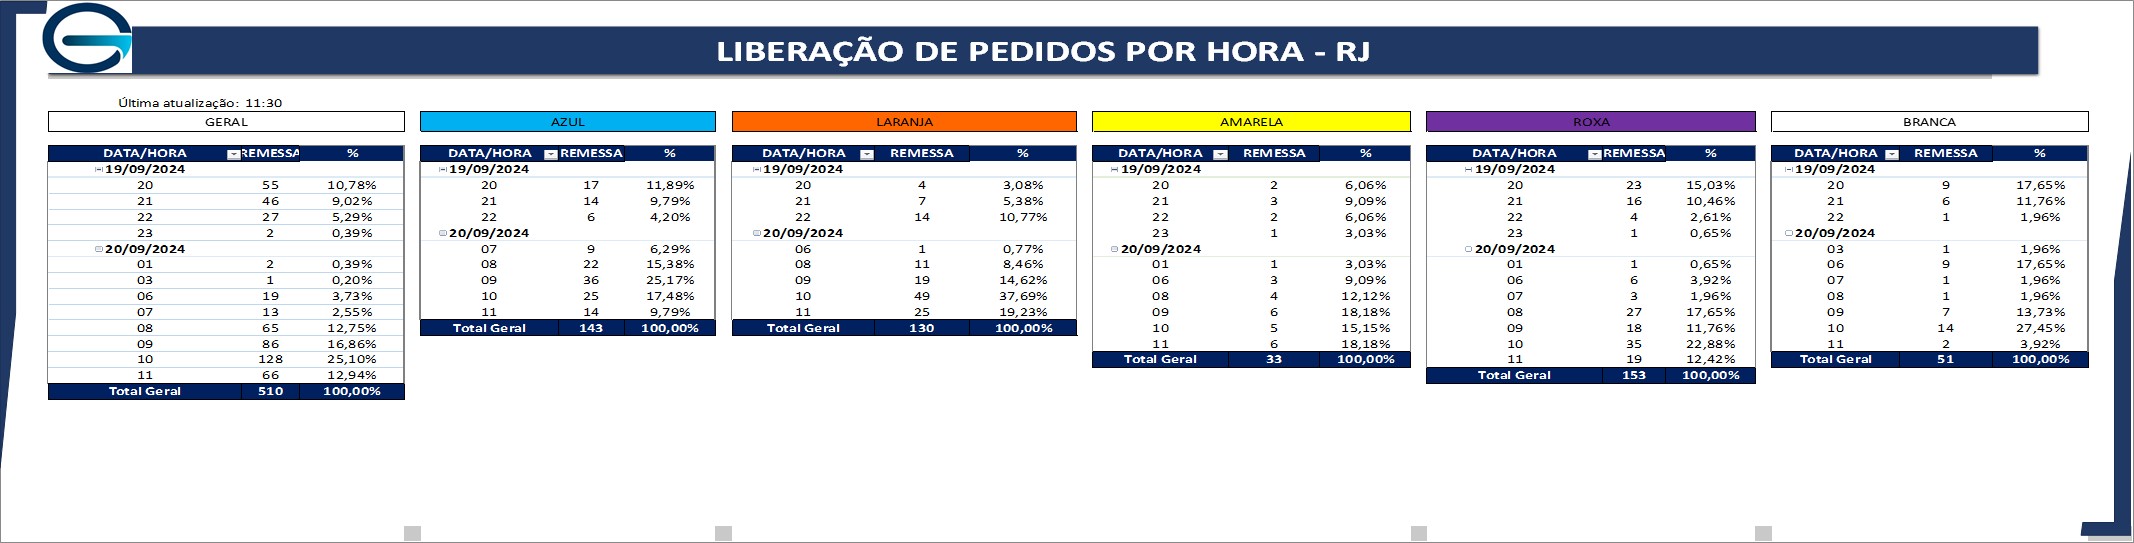 LIBERAÇÃO DE PEDIDOS POR HORA - RJ
Última atualização: 11:30
GERAL
DATA/HORA REMESSA %
19/09/2024
20 55 10,78%
21 46 9,02%
22 27 5,29%
23 2 0,39%
20/09/2024
01 2 0,39%
03 1 0,20%
06 19 3,73%
07 13 2,55%
08 65 12,75%
09 86 16,86%
10 128 25,10%
11 66 12,94%
Total Geral 510 100,00%
AZUL
DATA/HORA REMESSA %
19/09/2024
20 17 11,89%
21 14 9,79%
22 6 4,20%
20/09/2024
07 9 6,29%
08 22 15,38%
09 36 25,17%
10 25 17,48%
11 14 9,79%
Total Geral 143 100,00%
LARANJA
DATA/HORA REMESSA %
19/09/2024
20 4 3,08%
21 7 5,38%
22 14 10,77%
20/09/2024
06 1 0,77%
08 11 8,46%
09 19 14,62%
10 49 37,69%
11 25 19,23%
Total Geral 130 100,00%
AMARELA
DATA/HORA REMESSA %
19/09/2024
20 2 6,06%
21 3 9,09%
22 2 6,06%
23 1 3,03%
20/09/2024
01 1 3,03%
06 3 9,09%
08 4 12,12%
09 6 18,18%
10 5 15,15%
11 6 18,18%
Total Geral 33 100,00%
ROXA
DATA/HORA REMESSA %
19/09/2024
20 23 15,03%
21 16 10,46%
22 4 2,61%
23 1 0,65%
20/09/2024
01 1 0,65%
06 6 3,92%
07 3 1,96%
08 27 17,65%
09 18 11,76%
10 35 22,88%
11 19 12,42%
Total Geral 153 100,00%
BRANCA
DATA/HORA REMESSA %
19/09/2024
20 9 17,65%
21 6 11,76%
22 1 1,96%
20/09/2024
03 1 1,96%
06 9 17,65%
07 1 1,96%
08 1 1,96%
09 7 13,73%
10 14 27,45%
11 2 3,92%
Total Geral 51 100,00%